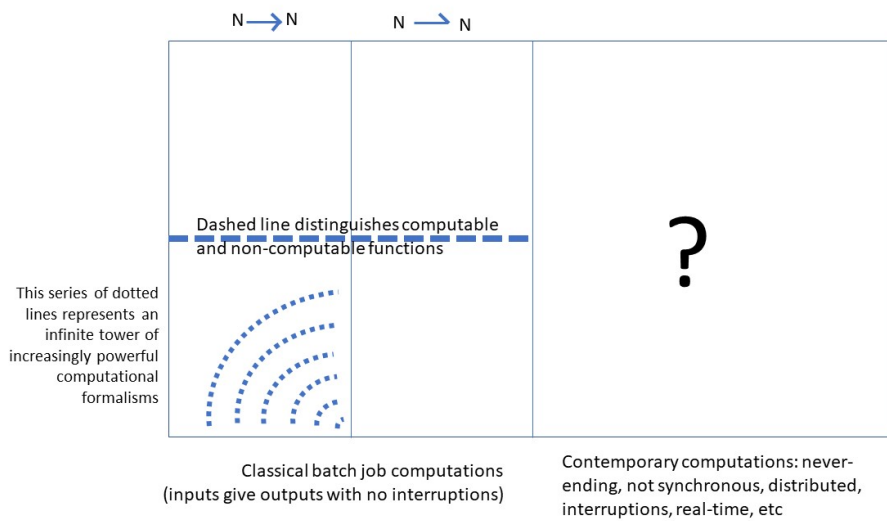 N → N
N ⇀ N
Dashed line distinguishes computable
and non-computable functions
?
This series of dotted
lines represents an
infinite tower of
increasingly powerful
computational
formalisms
Classical batch job computations
(inputs give outputs with no interruptions)
Contemporary computations: never-
ending, not synchronous, distributed,
interruptions, real-time, etc